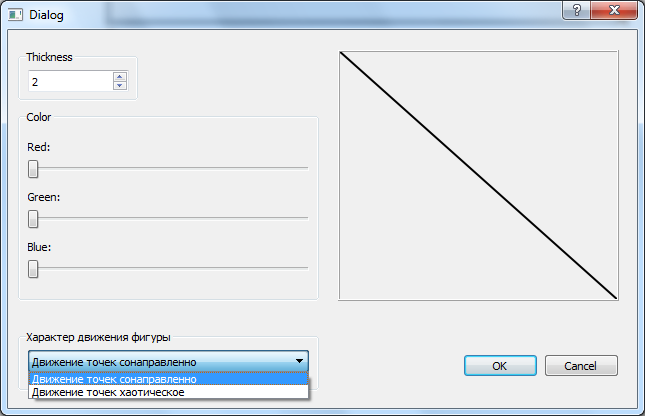 Dialog
?
Thickness
2
Color
Red:
Green:
Blue:
Характер движения фигуры
Движение точек сонаправленно
Движение точек сонаправленно
Движение точек хаотическое
OK
Cancel